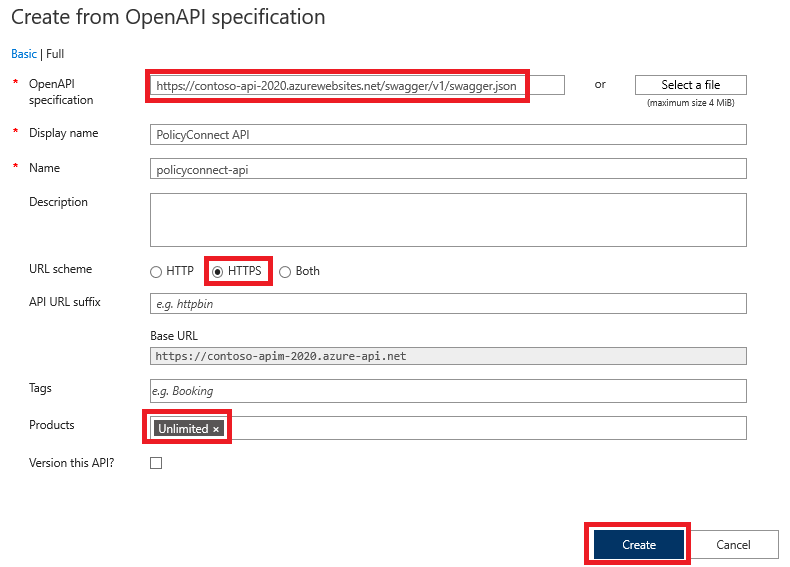 Create from OpenAPI specification
Basic | Full
* OpenAPI specification
https://contoso-api-2020.azurewebsites.net/swagger/v1/swagger.json
or
Select a file
(maximum size 4 MiB)
* Display name
PolicyConnect API
* Name
policyconnect-api
Description
URL scheme
HTTP HTTPS Both
API URL suffix
e.g. httpbin
Base URL
https://contoso-apim-2020.azure-api.net
Tags
e.g. Booking
Products
Unlimited ×
Version this API?
Create
Cancel